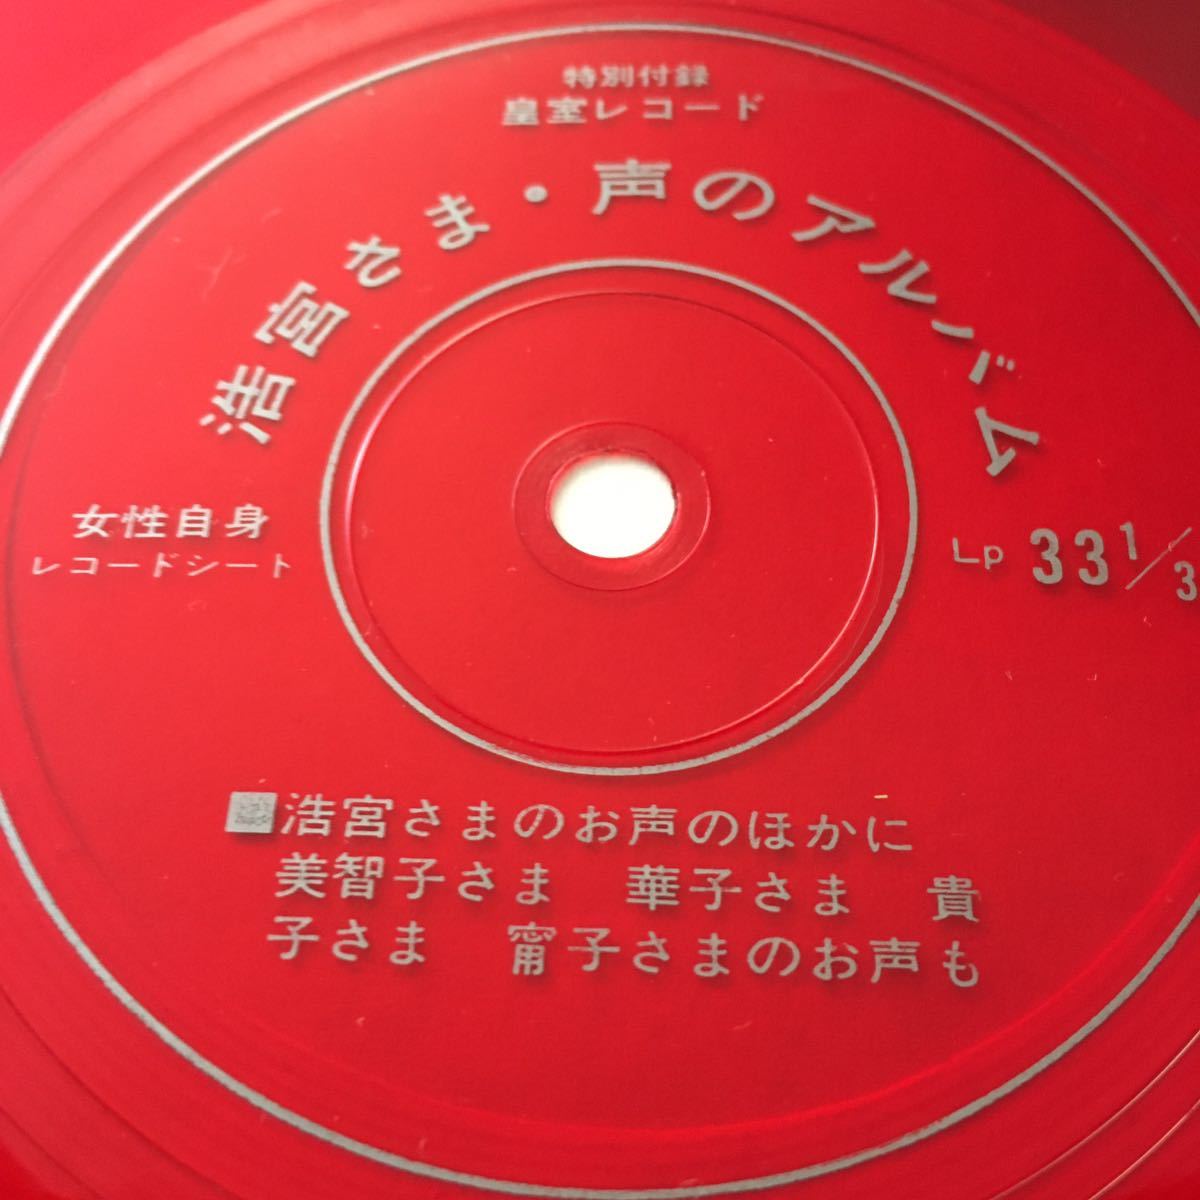 特別付録
皇室レコード
浩宮さま・声のアルバム
女性自身
レコードシート
LP 33 1/3
浩宮さまのお声のほかに
美智子さま 華子さま 貴
子さま 甯子さまのお声も